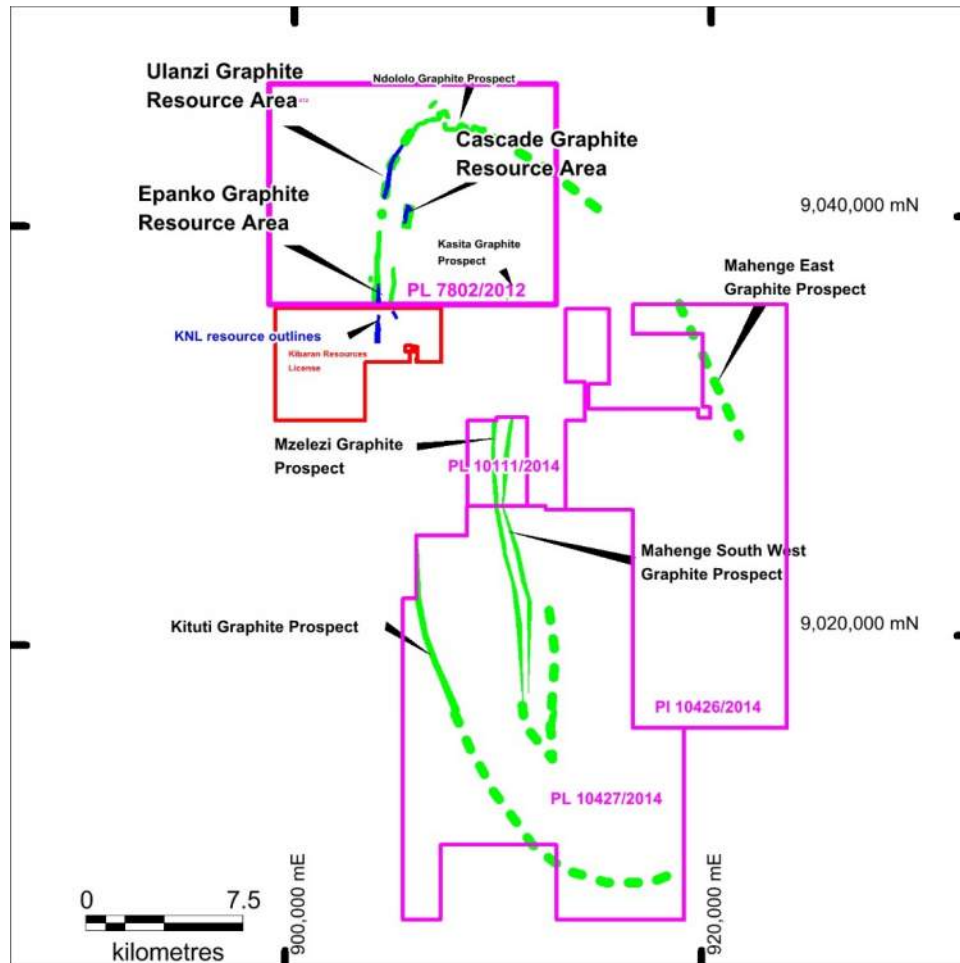 Ulanzi Graphite
Resource Area
Ndololo Graphite Prospect
Cascade Graphite
Resource Area
Epanko Graphite
Resource Area
9,040,000 mN
Kasita Graphite
Prospect
PL 7802/2012
Mahenge East
Graphite Prospect
KNL resource outlines
Kibaran Resources
License
Mzelezi Graphite
Prospect
PL 10111/2014
Mahenge South West
Graphite Prospect
Kituti Graphite Prospect
9,020,000 mN
Pl 10426/2014
PL 10427/2014
900,000 mE
920,000 mE
0 7.5
kilometres